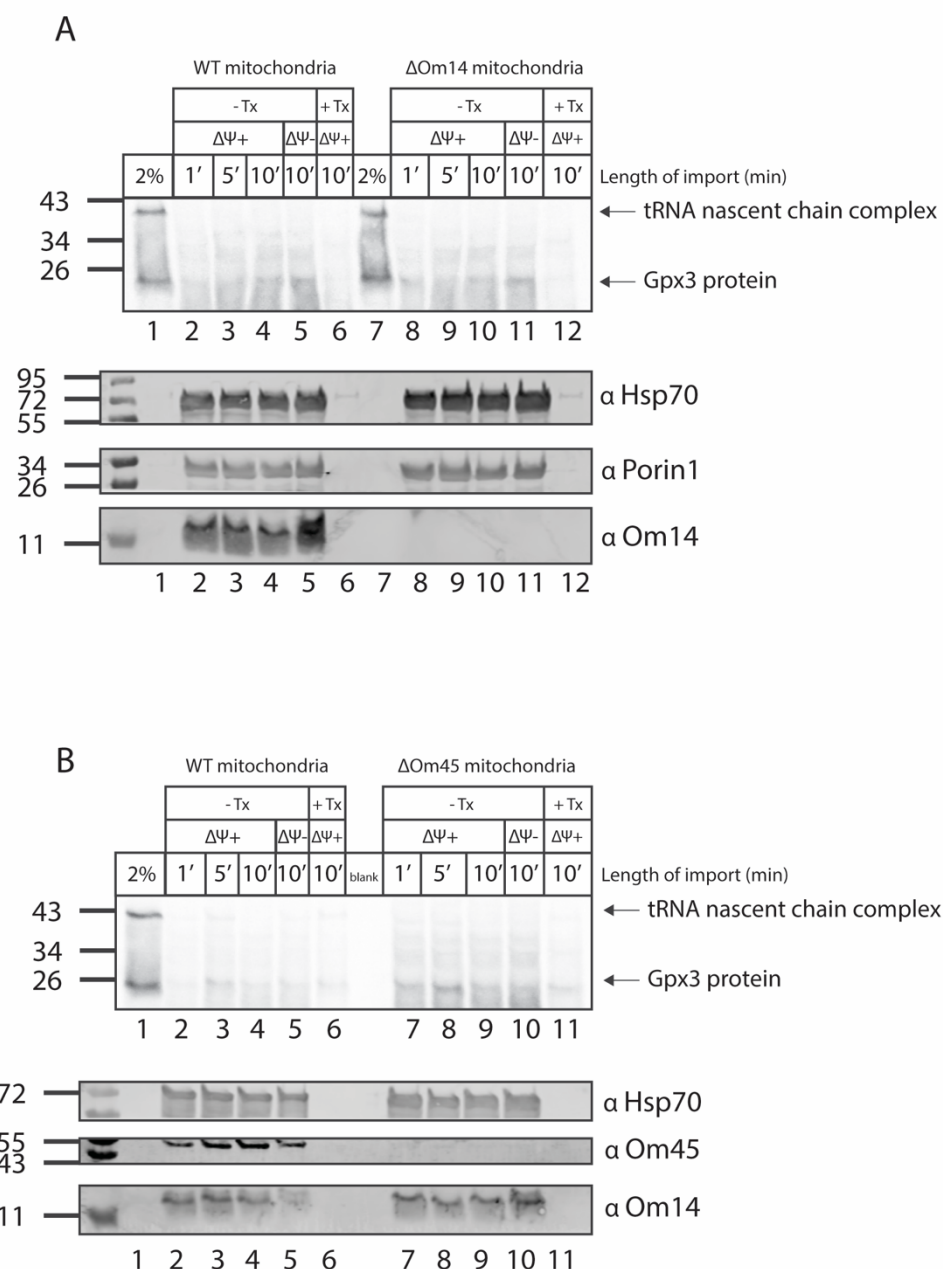 A
WT mitochondria ΔOm14 mitochondria
- Tx + Tx - Tx + Tx
ΔΨ+ ΔΨ- ΔΨ+ ΔΨ+ ΔΨ- ΔΨ+
2% 1′ 5′ 10′ 10′ 10′ 2% 1′ 5′ 10′ 10′ 10′ Length of import (min)
43 tRNA nascent chain complex
34
26 Gpx3 protein
1 2 3 4 5 6 7 8 9 10 11 12
95
72 α Hsp70
55
34 α Porin1
26
11 α Om14
1 2 3 4 5 6 7 8 9 10 11 12
B
WT mitochondria ΔOm45 mitochondria
- Tx + Tx - Tx + Tx
ΔΨ+ ΔΨ- ΔΨ+ ΔΨ+ ΔΨ- ΔΨ+
2% 1′ 5′ 10′ 10′ 10′ blank 1′ 5′ 10′ 10′ 10′ Length of import (min)
43 tRNA nascent chain complex
34
26 Gpx3 protein
1 2 3 4 5 6 7 8 9 10 11
72 α Hsp70
55 α Om45
43
11 α Om14
1 2 3 4 5 6 7 8 9 10 11